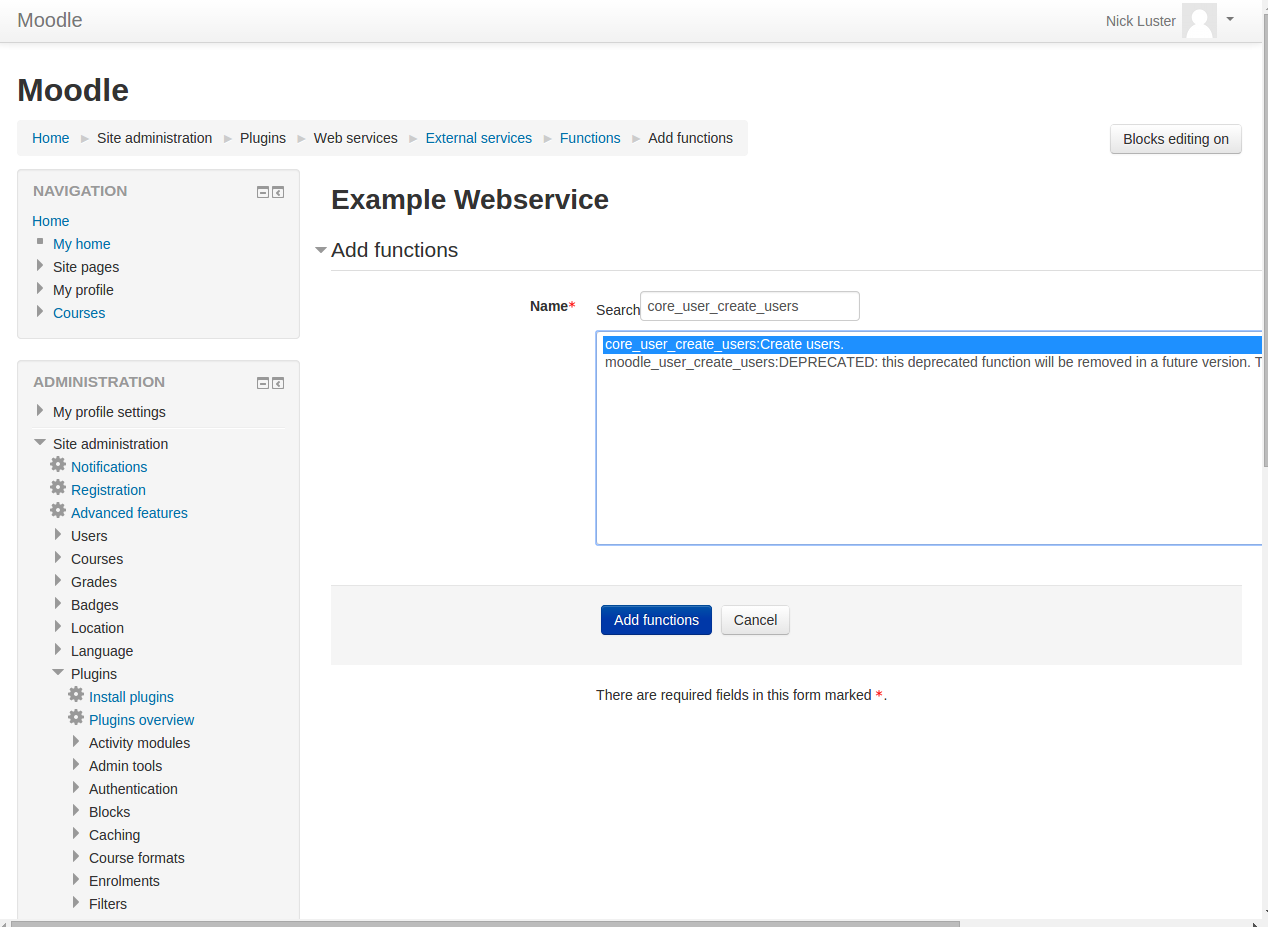 Moodle
Nick Luster
Moodle
Home Site administration Plugins Web services External services Functions Add functions
Blocks editing on
NAVIGATION
Home
My home
Site pages
My profile
Courses
ADMINISTRATION
My profile settings
Site administration
Notifications
Registration
Advanced features
Users
Courses
Grades
Badges
Location
Language
Plugins
Install plugins
Plugins overview
Activity modules
Admin tools
Authentication
Blocks
Caching
Course formats
Enrolments
Filters
Example Webservice
Add functions
Name*
Search core_user_create_users
core_user_create_users:Create users.
moodle_user_create_users:DEPRECATED: this deprecated function will be removed in a future version. T
Add functions Cancel
There are required fields in this form marked *.